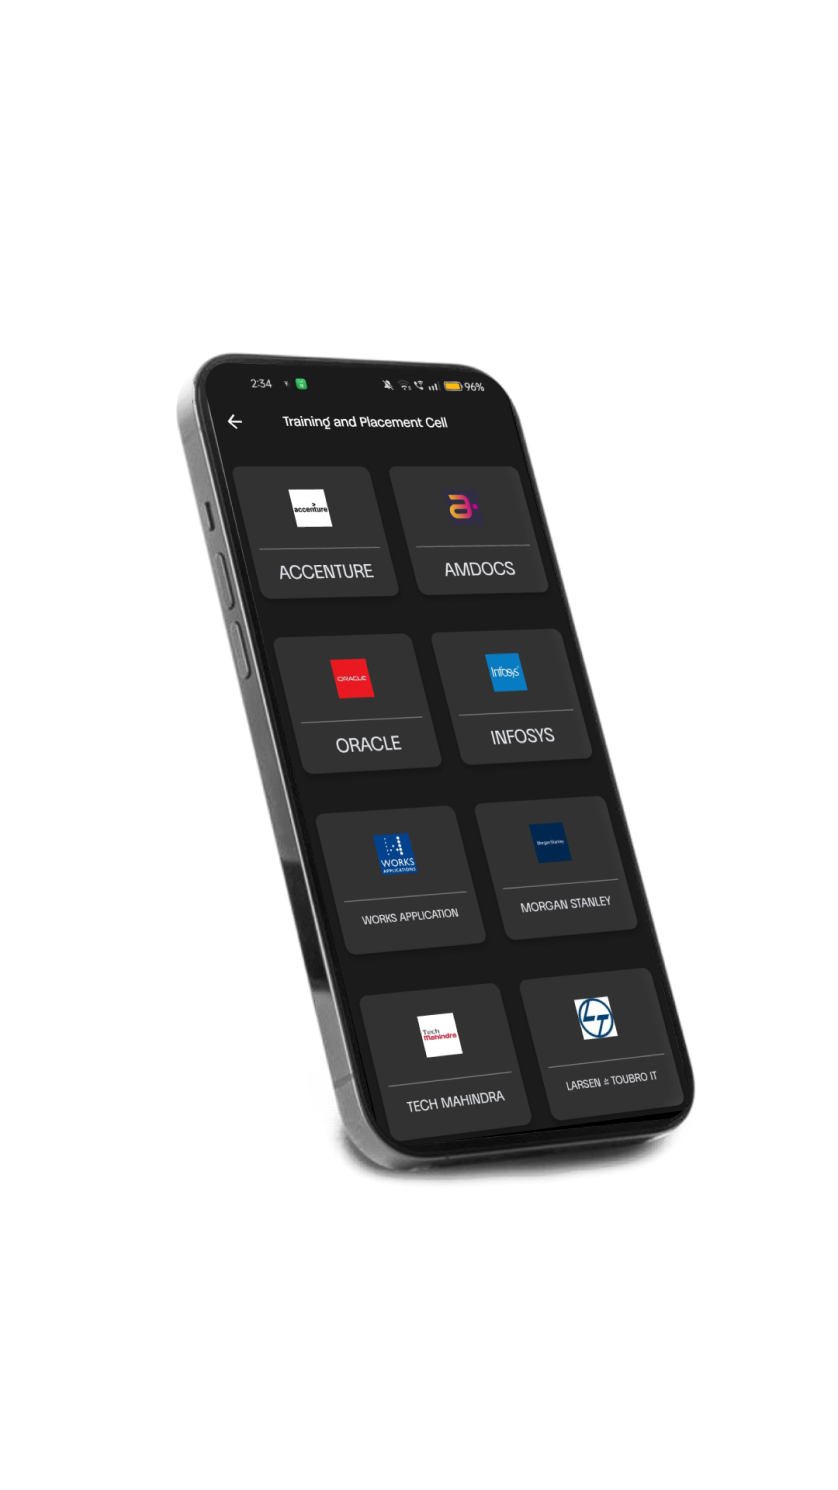 2:34
96%
Training and Placement Cell
accenture
ACCENTURE
a.
AMDOCS
ORACLE
ORACLE
Infosys
INFOSYS
WORKS
APPLICATIONS
WORKS APPLICATION
Morgan Stanley
MORGAN STANLEY
Tech
Mahindra
TECH MAHINDRA
LT
LARSEN & TOUBRO IT